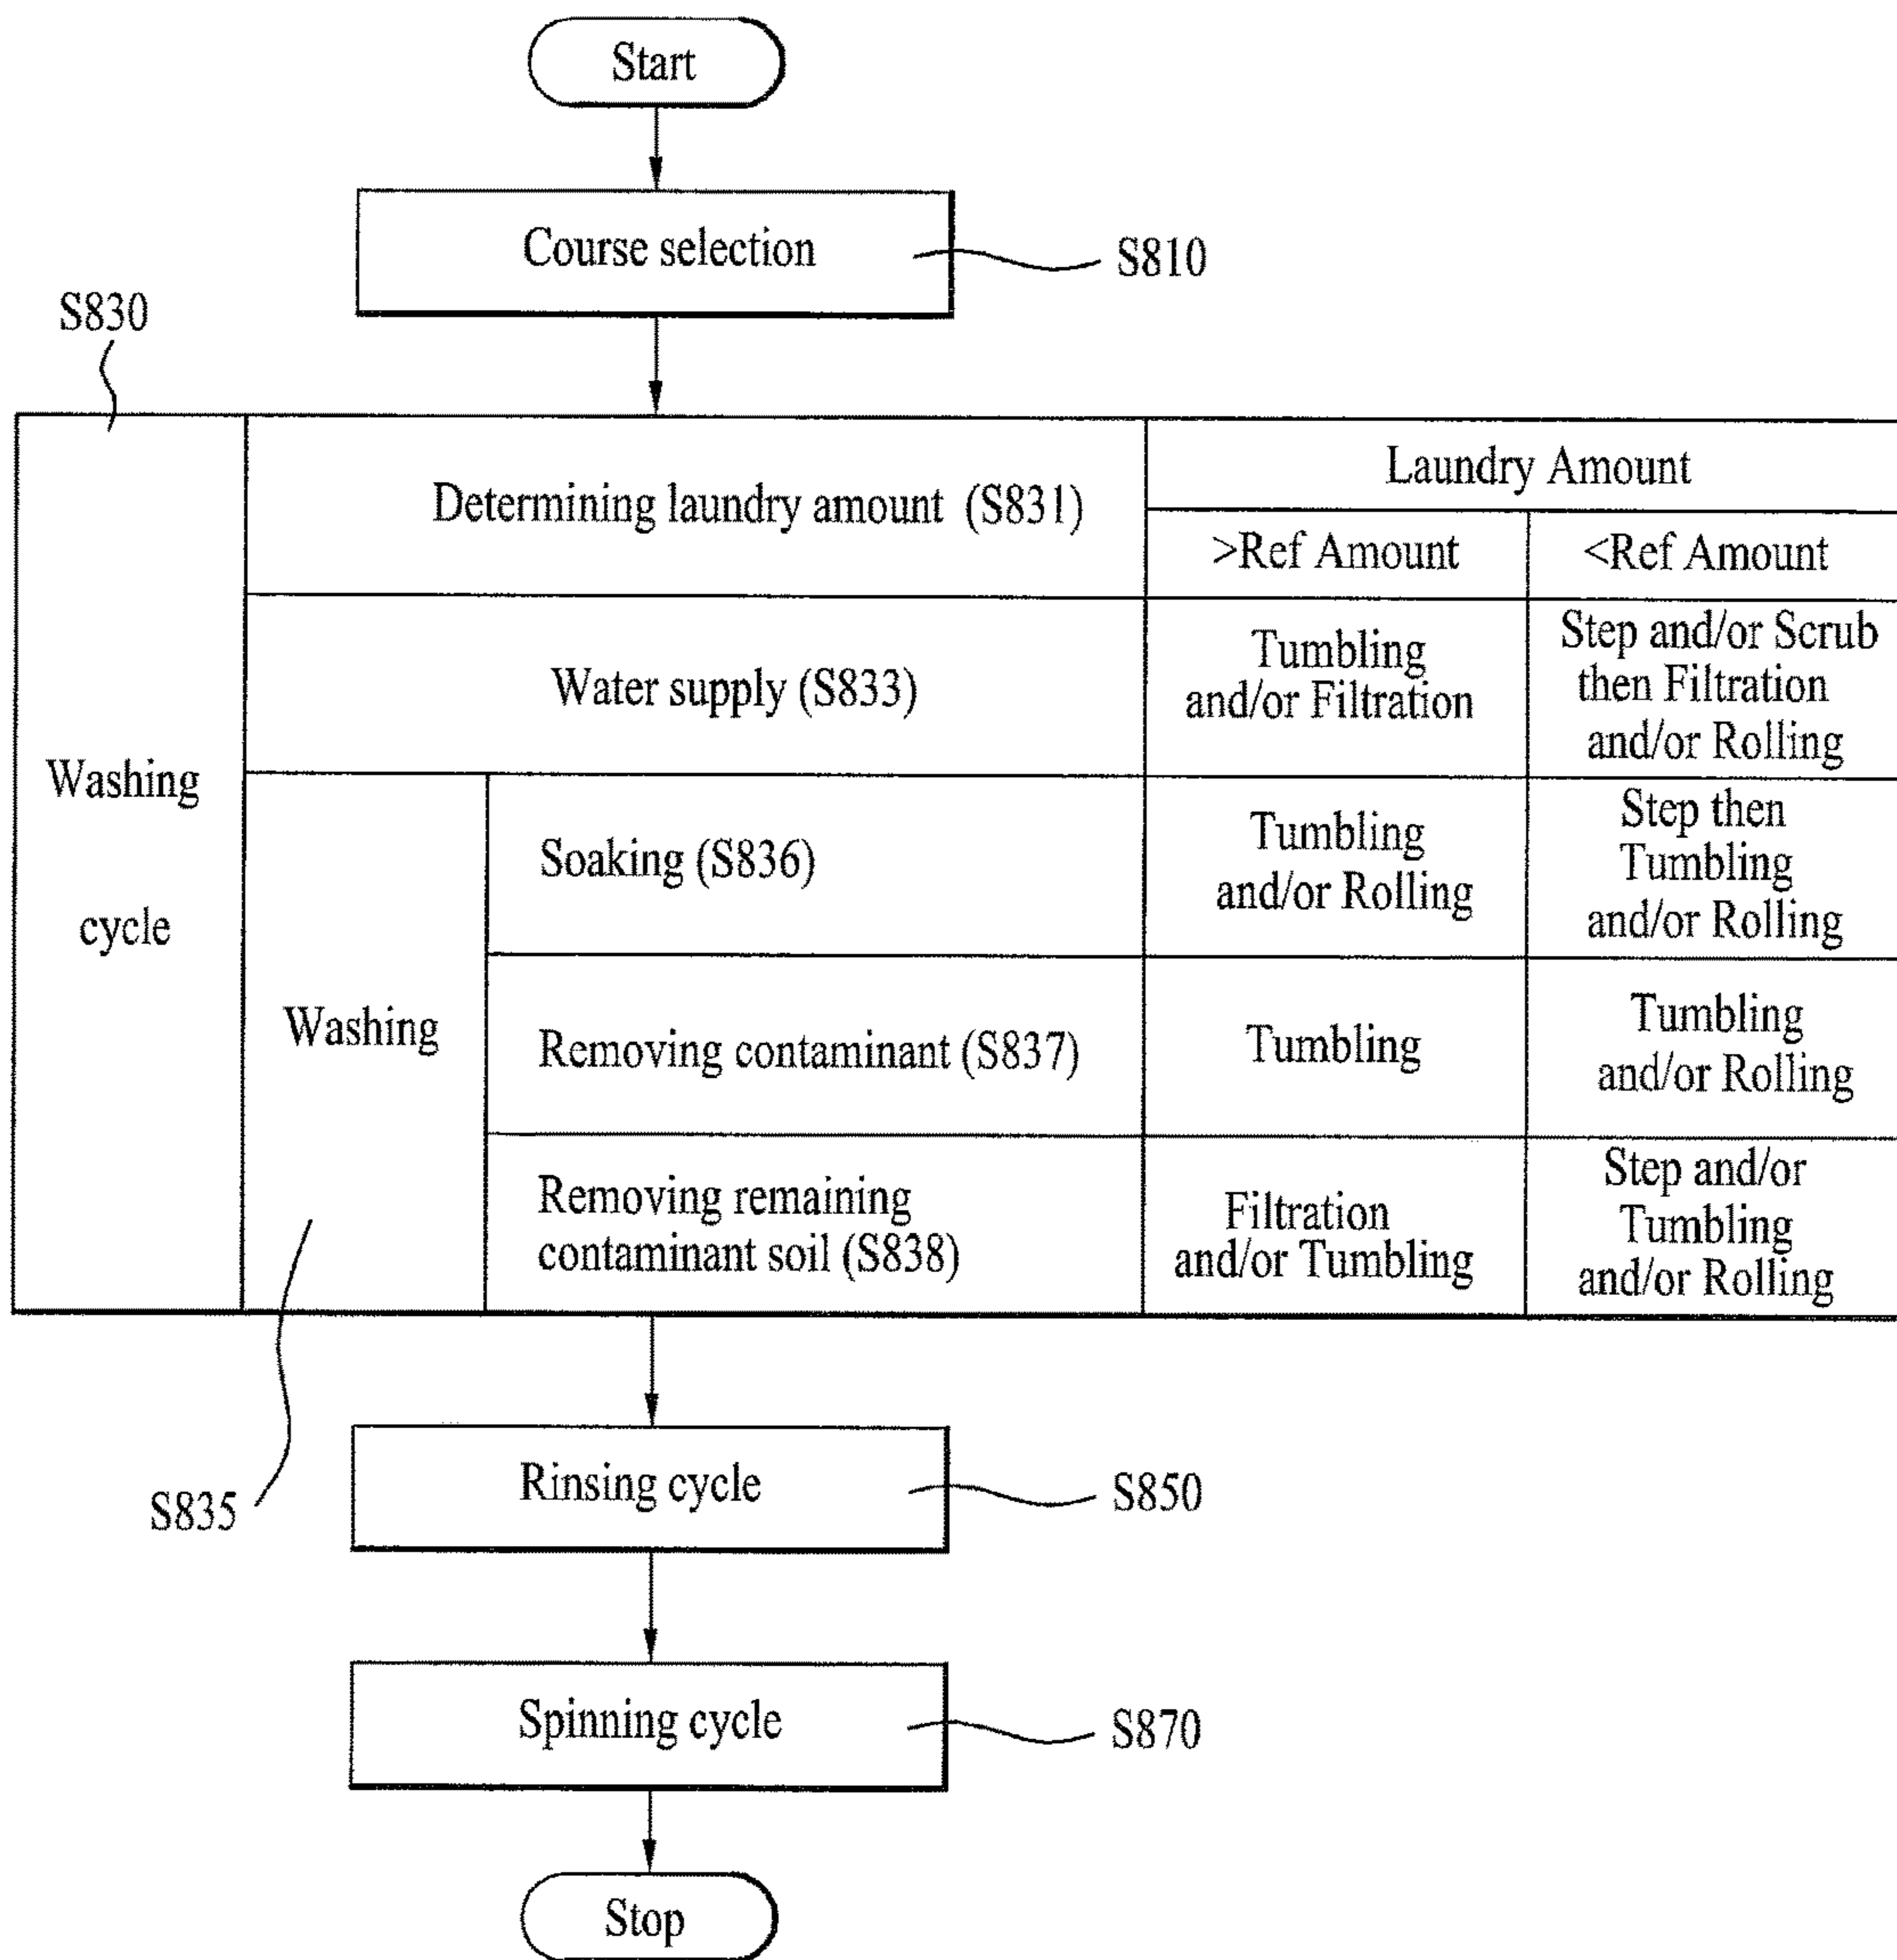 Start
Course selection
S810
S830
Washing
cycle
Determining laundry amount (S831)
Laundry Amount
>Ref Amount
<Ref Amount
Water supply (S833)
Tumbling
and/or Filtration
Step and/or Scrub
then Filtration
and/or Rolling
Washing
Soaking (S836)
Tumbling
and/or Rolling
Step then
Tumbling
and/or Rolling
Removing contaminant (S837)
Tumbling
Tumbling
and/or Rolling
Removing remaining
contaminant soil (S838)
Filtration
and/or Tumbling
Step and/or
Tumbling
and/or Rolling
S835
Rinsing cycle
S850
Spinning cycle
S870
Stop